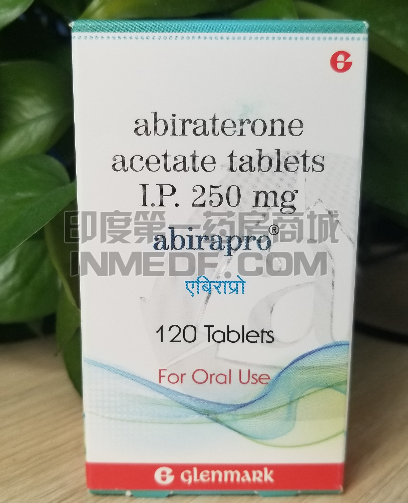 G
abiraterone
acetate tablets
I.P. 250 mg
印度第一药房商城
abirapro®
INMEDF.COM
एबिराप्रो
120 Tablets
For Oral Use
G GLENMARK